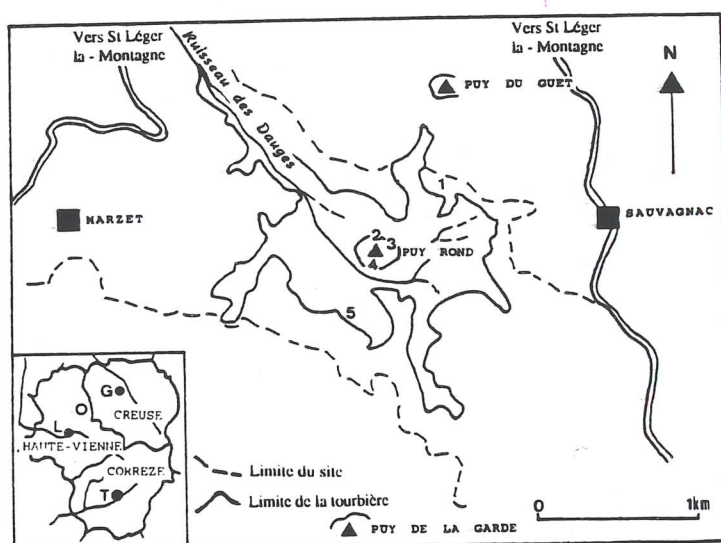 Vers St Léger
la - Montagne
Ruisseau des Dauges
Vers St Léger
la - Montagne
N
PUY DU GUET
1
NARZET
SAUVAGNAC
2
3
PUY ROND
4
5
G
CREUSE
O
L
HAUTE-VIENNE
CORREZE
T
Limite du site
Limite de la tourbière
PUY DE LA GARDE
0
1km